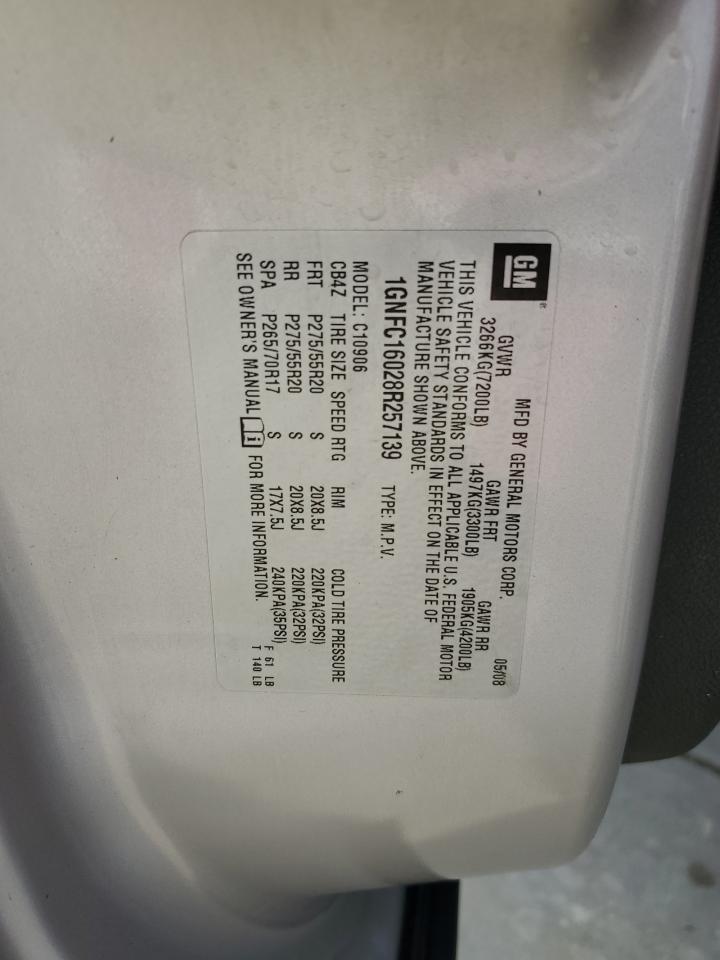 GM ®
MFD BY GENERAL MOTORS CORP. 05/08
GVWR GAWR FRT GAWR RR
3266KG(7200LB) 1497KG(3300LB) 1905KG(4200LB)
THIS VEHICLE CONFORMS TO ALL APPLICABLE U.S. FEDERAL MOTOR
VEHICLE SAFETY STANDARDS IN EFFECT ON THE DATE OF
MANUFACTURE SHOWN ABOVE.
1GNFC16028R257139 TYPE: M.P.V.
MODEL: C10906
CB4Z TIRE SIZE SPEED RTG RIM COLD TIRE PRESSURE
FRT P275/55R20 S 20X8.5J 220KPA(32PSI)
RR P275/55R20 S 20X8.5J 220KPA(32PSI)
SPA P265/70R17 S 17X7.5J 240KPA(35PSI)
SEE OWNER'S MANUAL i FOR MORE INFORMATION.
F 61 LB
T 140 LB